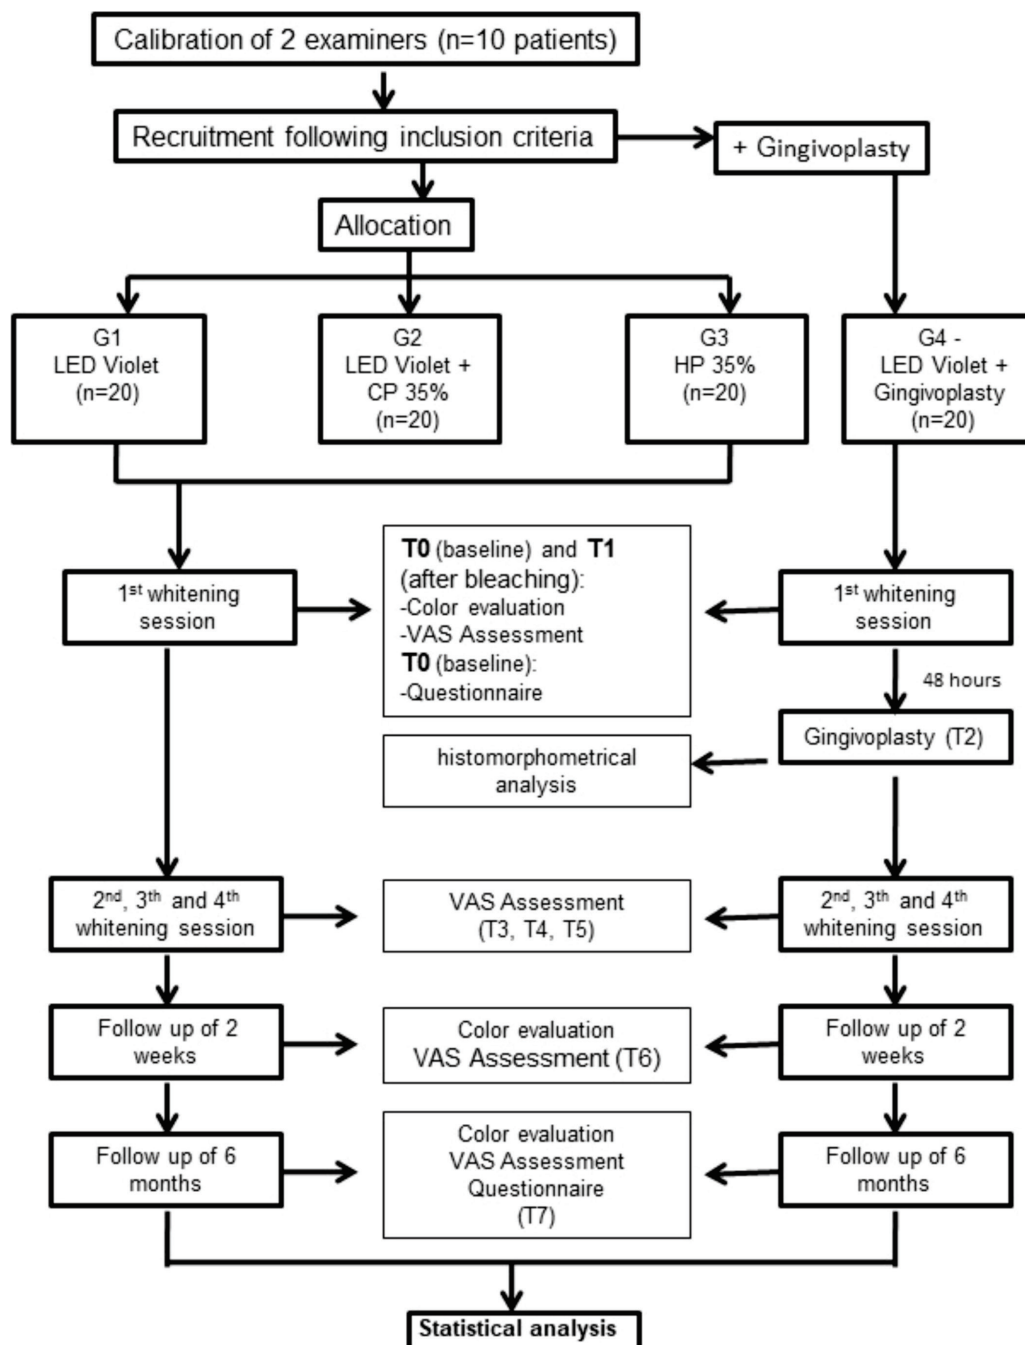 Calibration of 2 examiners (n=10 patients)
Recruitment following inclusion criteria
+ Gingivoplasty
Allocation
G1
LED Violet
(n=20)
G2
LED Violet +
CP 35%
(n=20)
G3
HP 35%
(n=20)
G4 -
LED Violet +
Gingivoplasty
(n=20)
T0 (baseline) and T1
(after bleaching):
-Color evaluation
-VAS Assessment
T0 (baseline):
-Questionnaire
1st whitening
session
1st whitening
session
48 hours
Gingivoplasty (T2)
histomorphometrical
analysis
2nd, 3th and 4th
whitening session
VAS Assessment
(T3, T4, T5)
2nd, 3th and 4th
whitening session
Follow up of 2
weeks
Color evaluation
VAS Assessment (T6)
Follow up of 2
weeks
Follow up of 6
months
Color evaluation
VAS Assessment
Questionnaire
(T7)
Follow up of 6
months
Statistical analysis